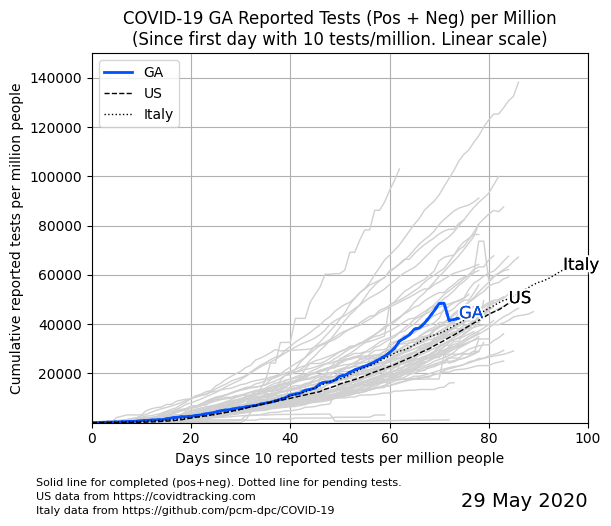 COVID-19 GA Reported Tests (Pos + Neg) per Million
(Since first day with 10 tests/million. Linear scale)
Cumulative reported tests per million people
140000
120000
100000
80000
60000
40000
20000
GA
US
Italy
Italy
US
GA
0
20
40
60
80
100
Days since 10 reported tests per million people
Solid line for completed (pos+neg). Dotted line for pending tests.
US data from https://covidtracking.com
Italy data from https://github.com/pcm-dpc/COVID-19
29 May 2020